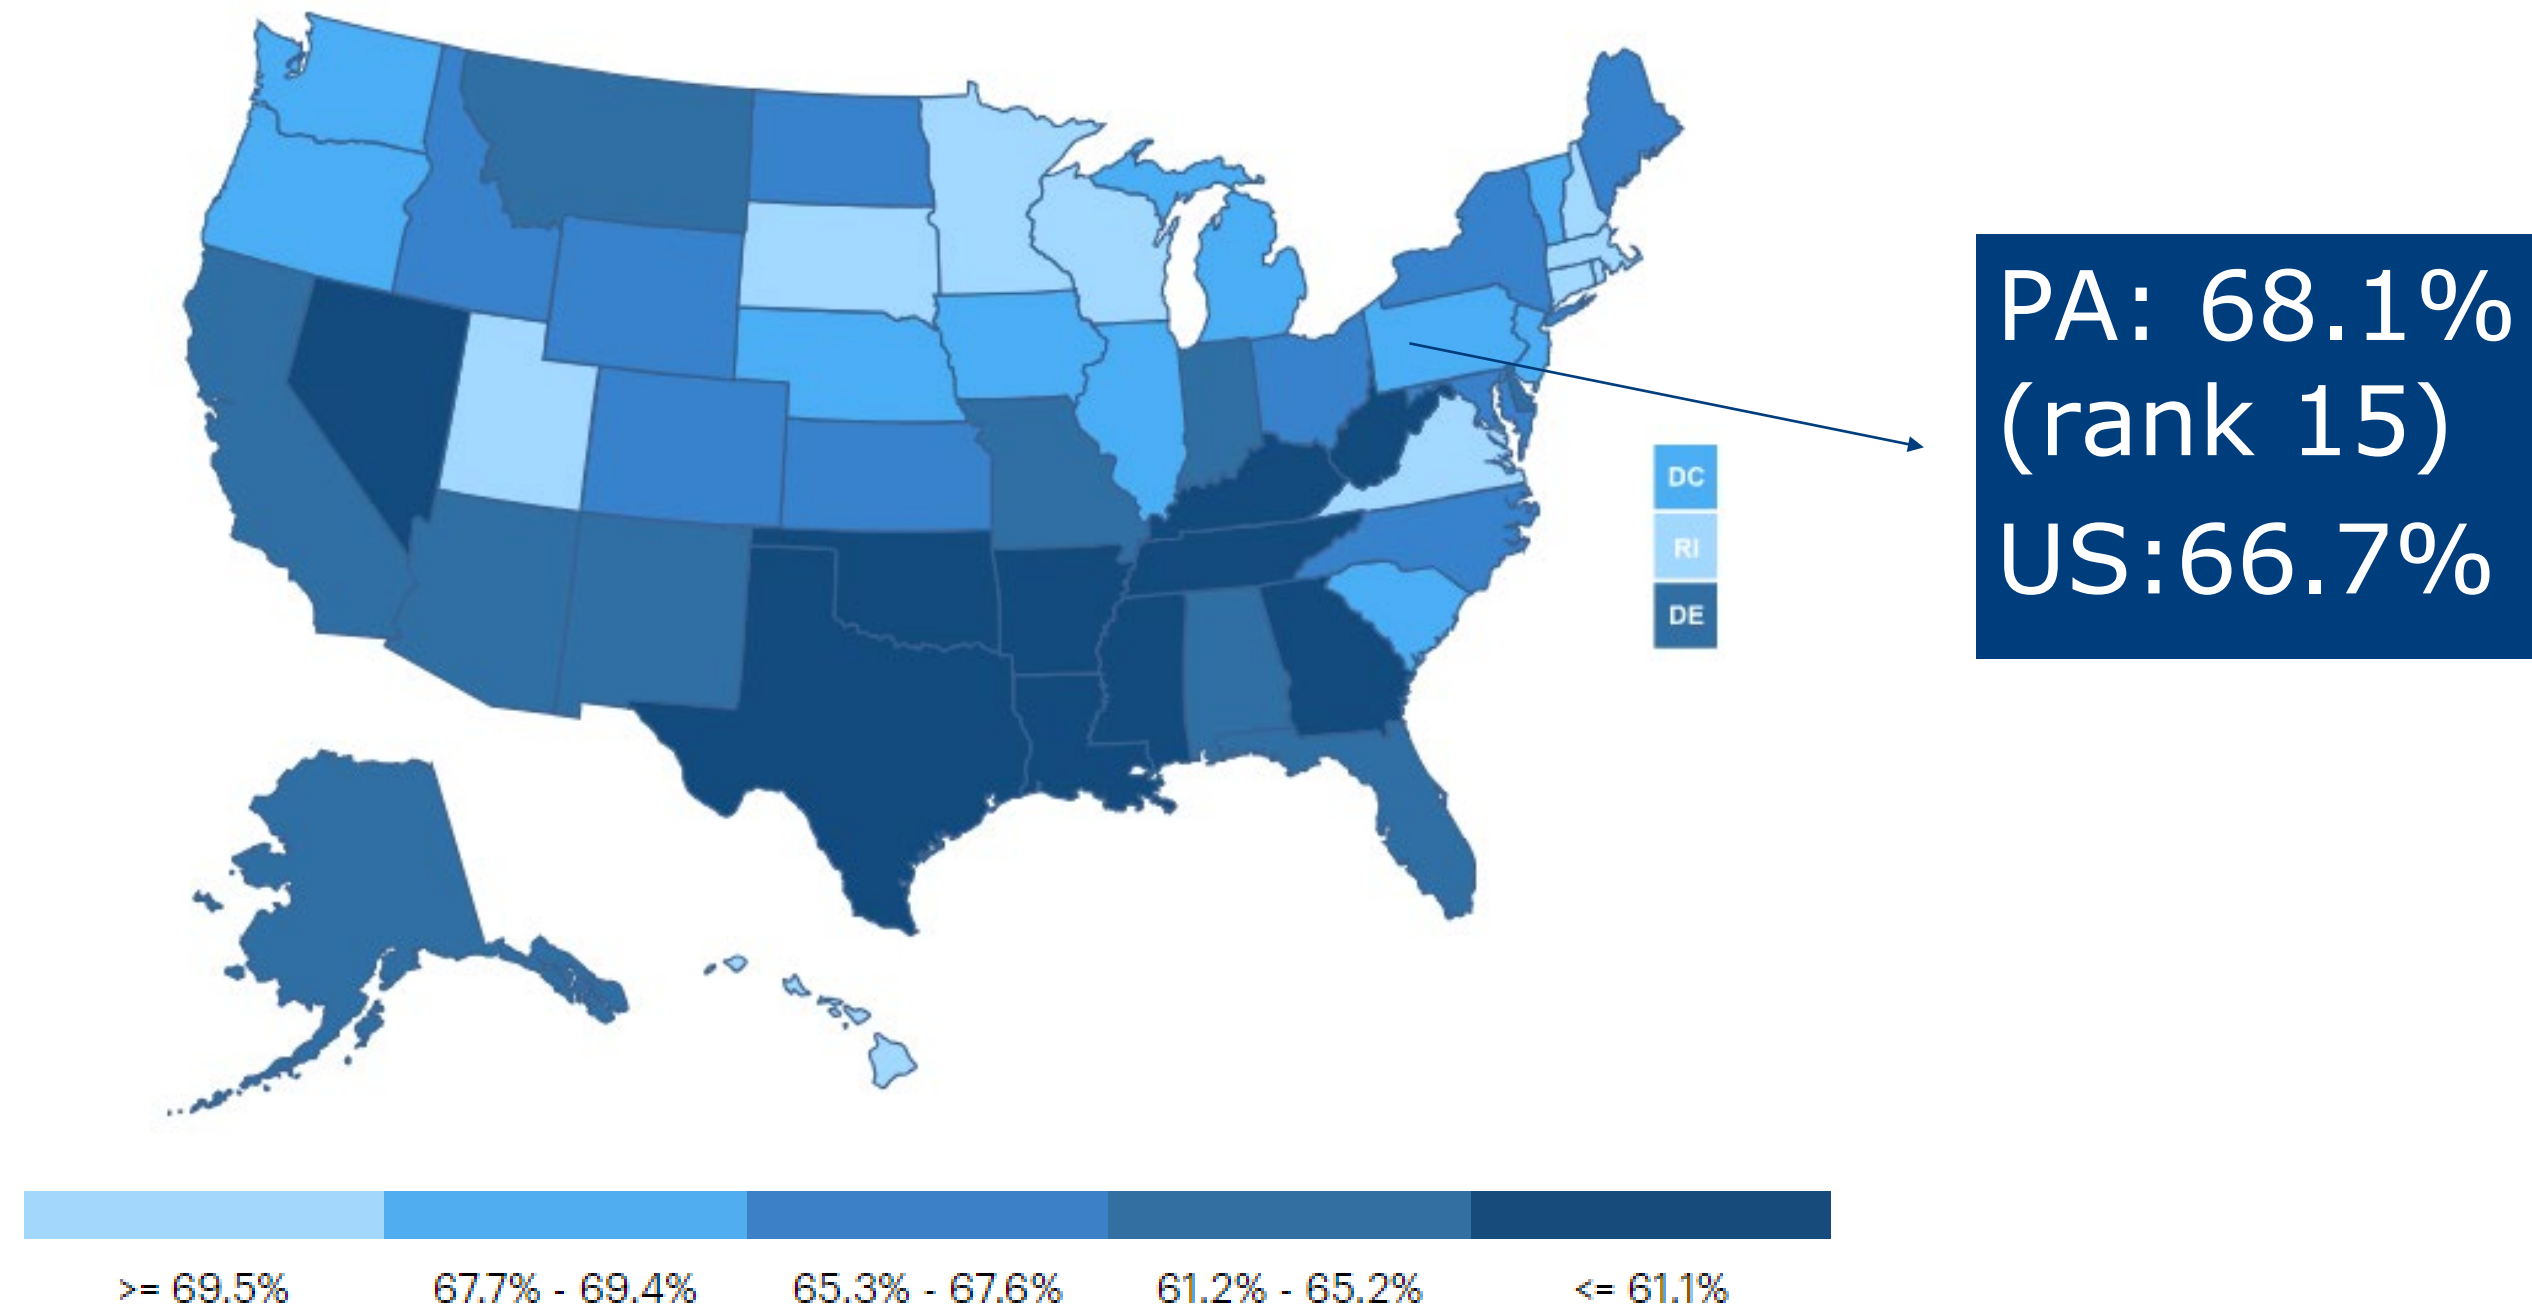 PA: 68.1%
(rank 15)
US:66.7%
DC
RI
DE
>= 69.5%
67.7% - 69.4%
65.3% - 67.6%
61.2% - 65.2%
<= 61.1%